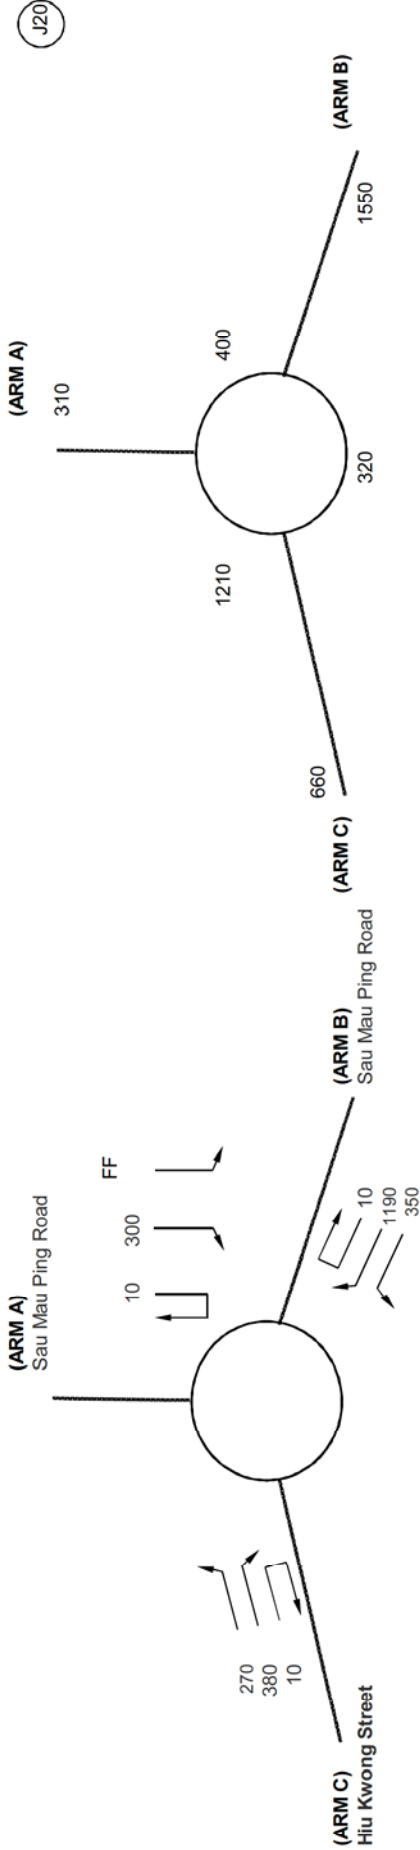 (ARM A)
Sau Mau Ping Road
10
300
FF
(ARM B)
Sau Mau Ping Road
10
1190
350
270
380
10
(ARM C)
Hiu Kwong Street
J20
(ARM A)
310
400
1210
320
(ARM B)
1550
660
(ARM C)